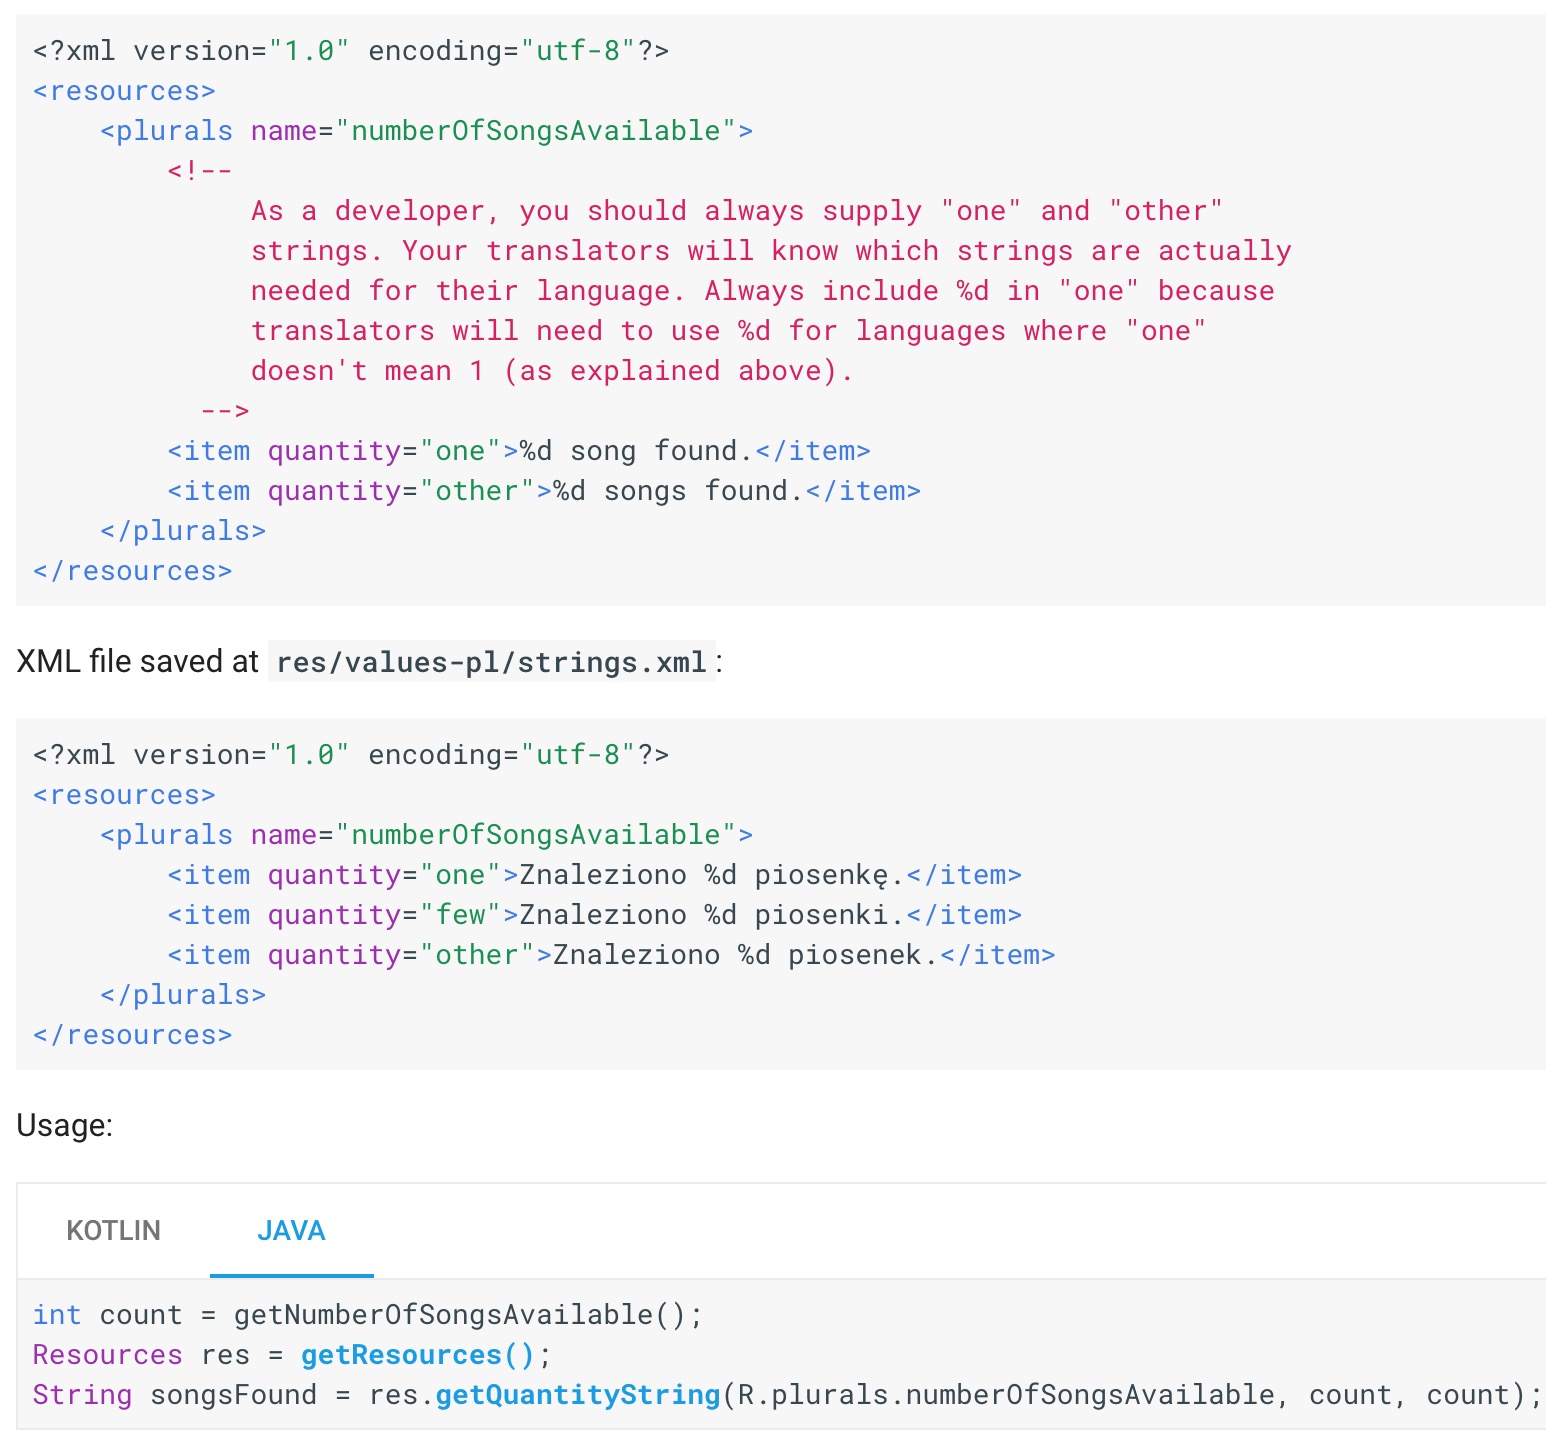 <?xml version="1.0" encoding="utf-8"?>
<resources>
    <plurals name="numberOfSongsAvailable">
        <!--
             As a developer, you should always supply "one" and "other"
             strings. Your translators will know which strings are actually
             needed for their language. Always include %d in "one" because
             translators will need to use %d for languages where "one"
             doesn't mean 1 (as explained above).
          -->
        <item quantity="one">%d song found.</item>
        <item quantity="other">%d songs found.</item>
    </plurals>
</resources>
XML file saved at res/values-pl/strings.xml:
<?xml version="1.0" encoding="utf-8"?>
<resources>
    <plurals name="numberOfSongsAvailable">
        <item quantity="one">Znaleziono %d piosenkę.</item>
        <item quantity="few">Znaleziono %d piosenki.</item>
        <item quantity="other">Znaleziono %d piosenek.</item>
    </plurals>
</resources>
Usage:
KOTLIN JAVA
int count = getNumberOfSongsAvailable();
Resources res = getResources();
String songsFound = res.getQuantityString(R.plurals.numberOfSongsAvailable, count, count);